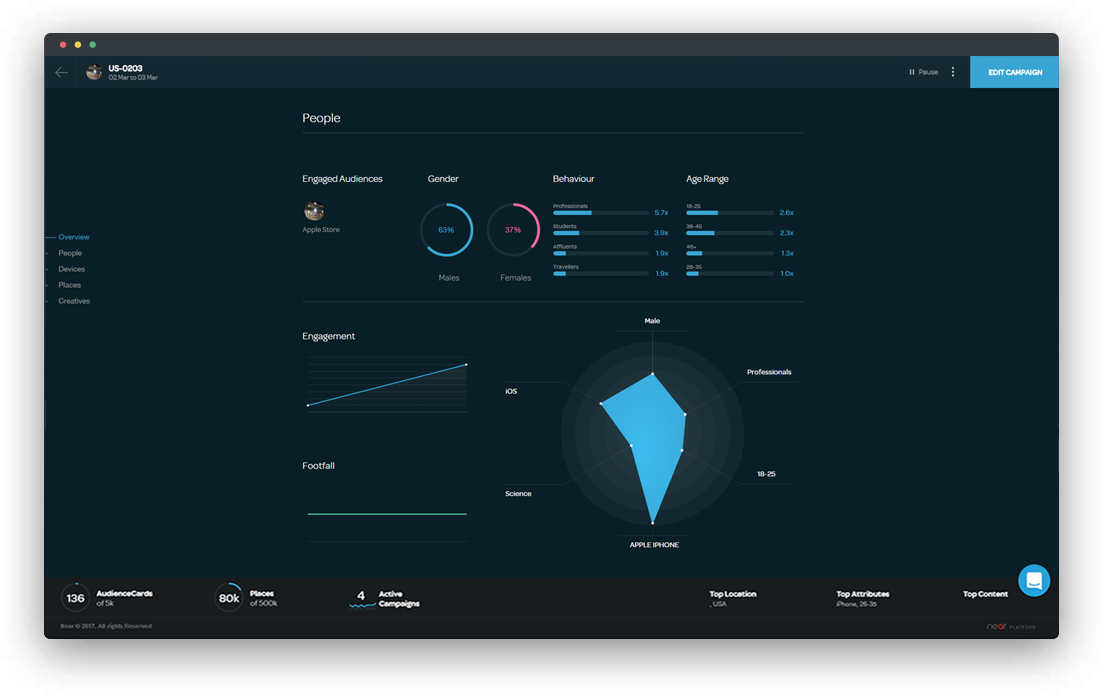 US-0203
02 Mar to 03 Mar
Pause
EDIT CAMPAIGN
Overview
People
Devices
Places
Creatives
People
Engaged Audiences
Apple Store
Gender
63%
Males
37%
Females
Behaviour
Professionals
5.7x
Students
3.9x
Affluents
1.9x
Travellers
1.9x
Age Range
18-25
2.6x
36-45
2.3x
46+
1.3x
26-35
1.0x
Engagement
Footfall
Male
Professionals
18-25
APPLE IPHONE
Science
iOS
136
AudienceCards
of 5k
80k
Places
of 500k
4
Active
Campaigns
Top Location
, USA
Top Attributes
iPhone, 26-35
Top Content
Near © 2017. All rights Reserved
near PLATFORM